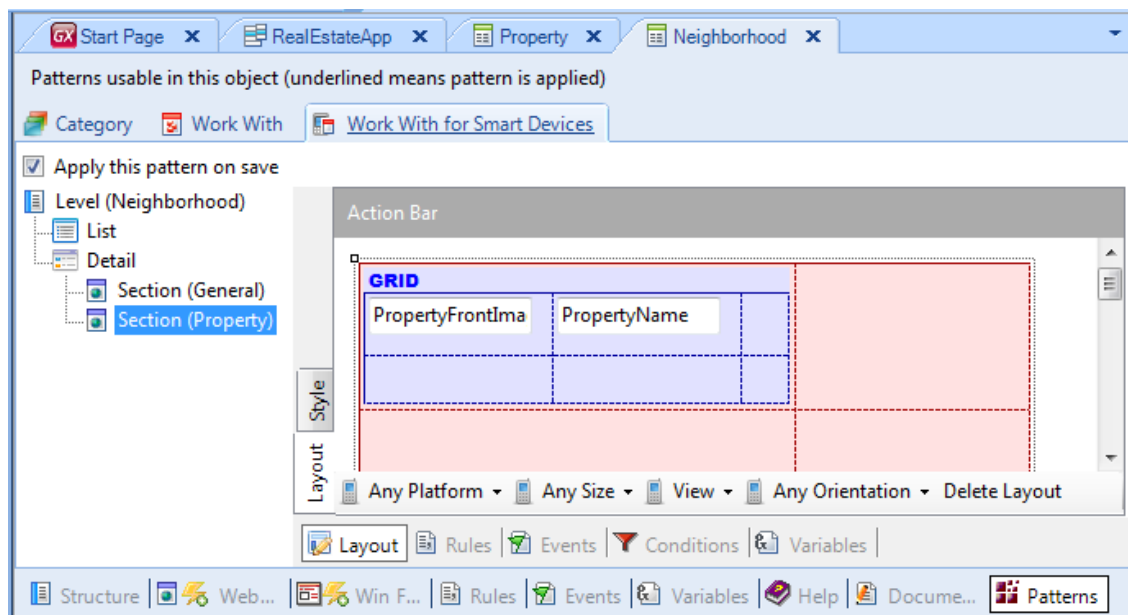 GX Start Page x RealEstateApp x Property x Neighborhood x
Patterns usable in this object (underlined means pattern is applied)
Category Work With Work With for Smart Devices
Apply this pattern on save
Level (Neighborhood)
List
Detail
Section (General)
Section (Property)
Action Bar
GRID
PropertyFrontIma PropertyName
Style
Layout
Any Platform Any Size View Any Orientation Delete Layout
Layout Rules Events Conditions Variables
Structure Web... Win F... Rules Events Variables Help Docume... Patterns